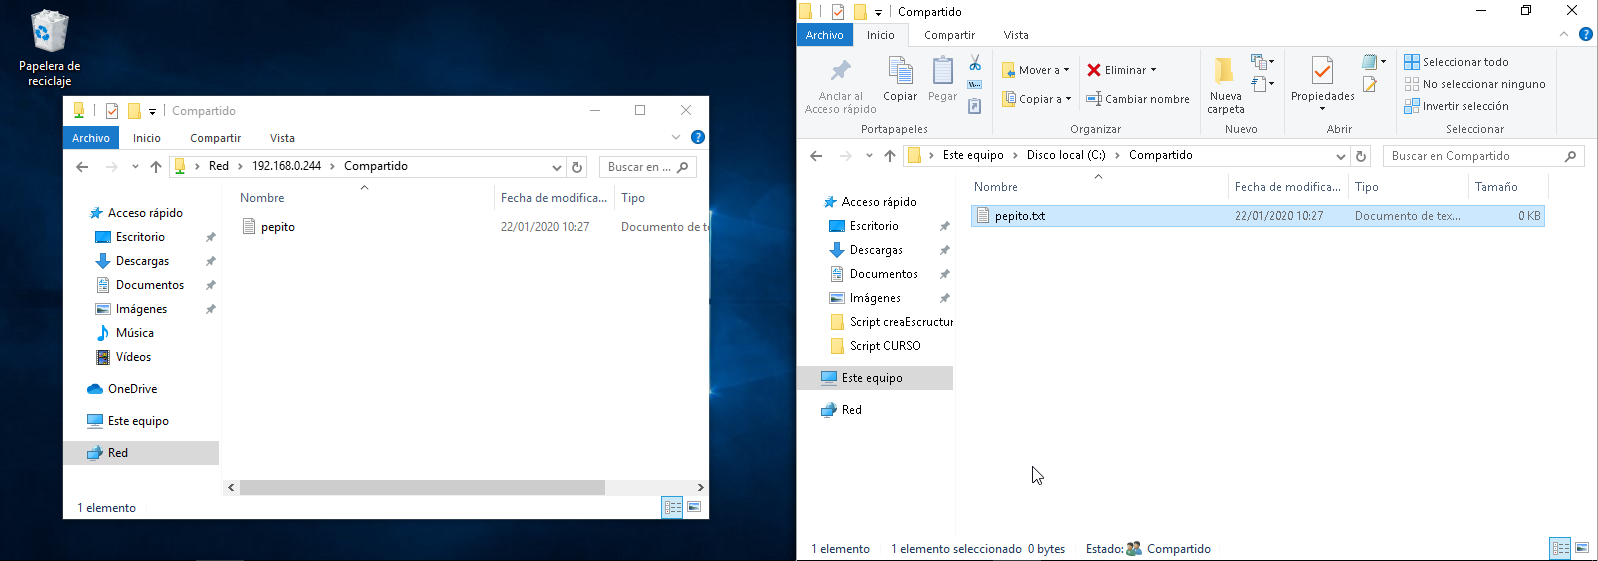 Papelera de
reciclaje
Compartido
Archivo Inicio Compartir Vista
Red 192.168.0.244 Compartido
Buscar en ...
Nombre Fecha de modifica... Tipo
Acceso rápido
Escritorio
Descargas
Documentos
Imágenes
Música
Vídeos
OneDrive
Este equipo
Red
pepito 22/01/2020 10:27 Documento de te
1 elemento
Compartido
Archivo Inicio Compartir Vista
Anclar al
Acceso rápido
Copiar
Pegar
Portapapeles
Mover a
Copiar a
Eliminar
Cambiar nombre
Organizar
Nueva
carpeta
Nuevo
Propiedades
Abrir
Seleccionar todo
No seleccionar ninguno
Invertir selección
Seleccionar
Este equipo Disco local (C:) Compartido
Buscar en Compartido
Nombre Fecha de modifica... Tipo Tamaño
Acceso rápido
Escritorio
Descargas
Documentos
Imágenes
Script creaEscructur
Script CURSO
Este equipo
Red
pepito.txt 22/01/2020 10:27 Documento de tex... 0 KB
1 elemento 1 elemento seleccionado 0 bytes Estado: Compartido